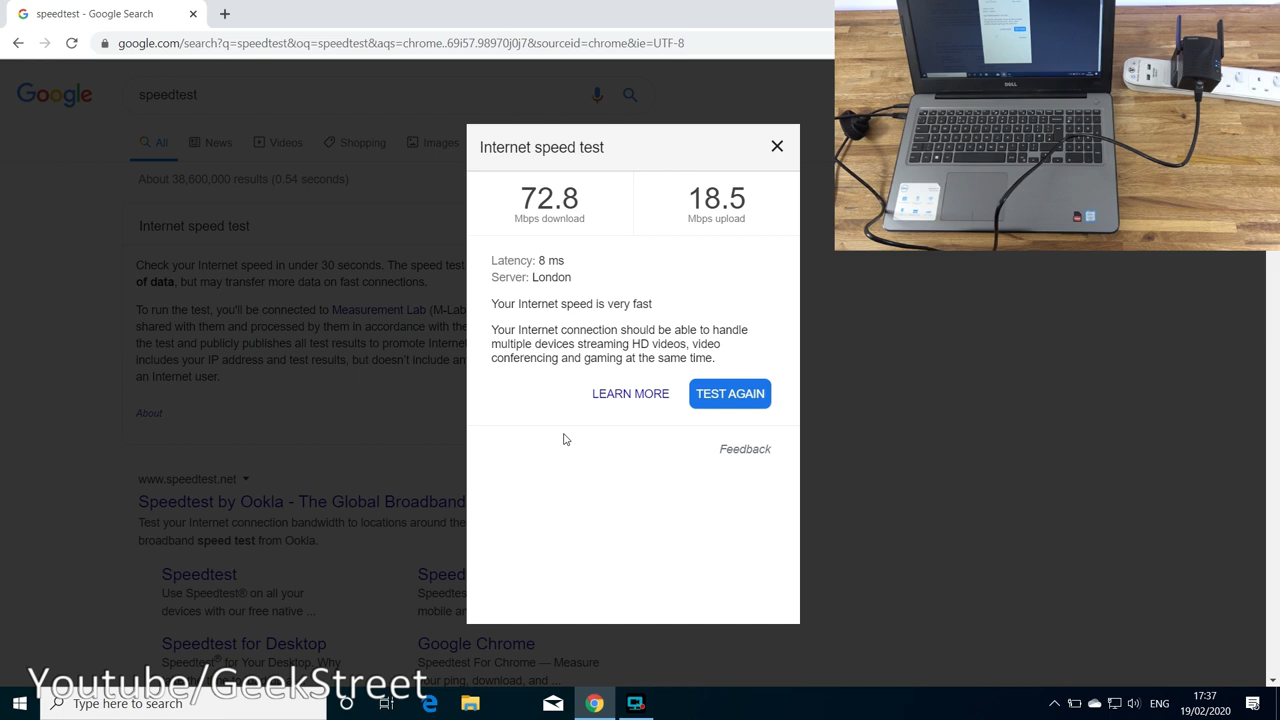 speedtest - Google Search
google.com/search?q=speedtest&oq=speedtest&aqs=chrome..69i57.935j0j7&sourceid=chrome&ie=UTF-8
Google
speedtest
All
Shopping
Images
About 38,600,000 results (0.54 seconds)
Internet speed test
Check your Internet speed in under 30 seconds. The speed test
of data, but may transfer more data on fast connections.
To run the test, you'll be connected to Measurement Lab (M-Lab
shared with them and processed by them in accordance with the
the test and publicly publishes all test results to promote Internet
includes your IP address and test results, but doesn't include an
an Internet user.
About
www.speedtest.net
Speedtest by Ookla - The Global Broadband
Test your Internet connection bandwidth to locations around the
broadband speed test from Ookla.
Speedtest
Use Speedtest® on all your
devices with our free native ...
mobile
Speedtest for Desktop
Speedtest® for Your Desktop. Why
Google Chrome
Speedtest For Chrome — Measure
your ping, download, and ...
Internet speed test
72.8
Mbps download
18.5
Mbps upload
Latency: 8 ms
Server: London
Your Internet speed is very fast
Your Internet connection should be able to handle
multiple devices streaming HD videos, video
conferencing and gaming at the same time.
LEARN MORE
TEST AGAIN
Feedback
DELL
Youtube/GeekStreet
Type here to search
ENG
17:37
19/02/2020